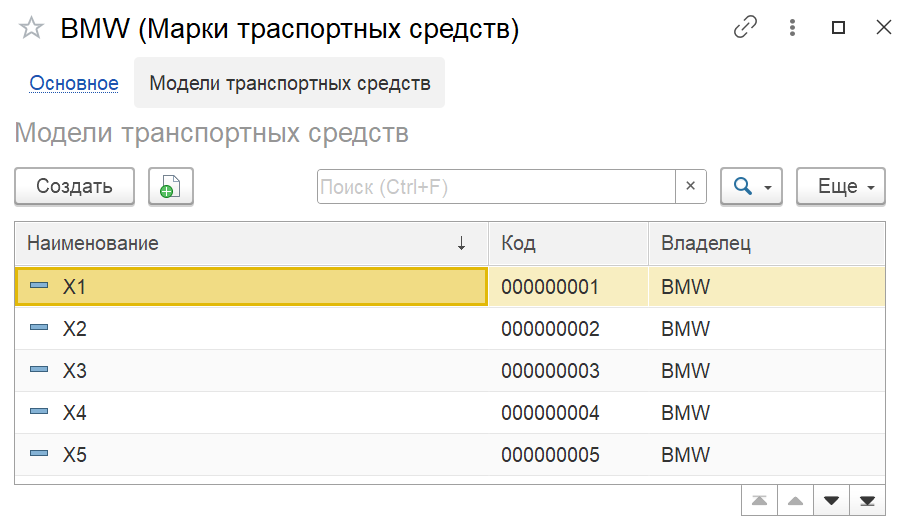 BMW (Марки траспортных средств)
Основное Модели транспортных средств
Модели транспортных средств
Создать Поиск (Ctrl+F) × Еще
Наименование ↓ Код Владелец
X1 000000001 BMW
X2 000000002 BMW
X3 000000003 BMW
X4 000000004 BMW
X5 000000005 BMW